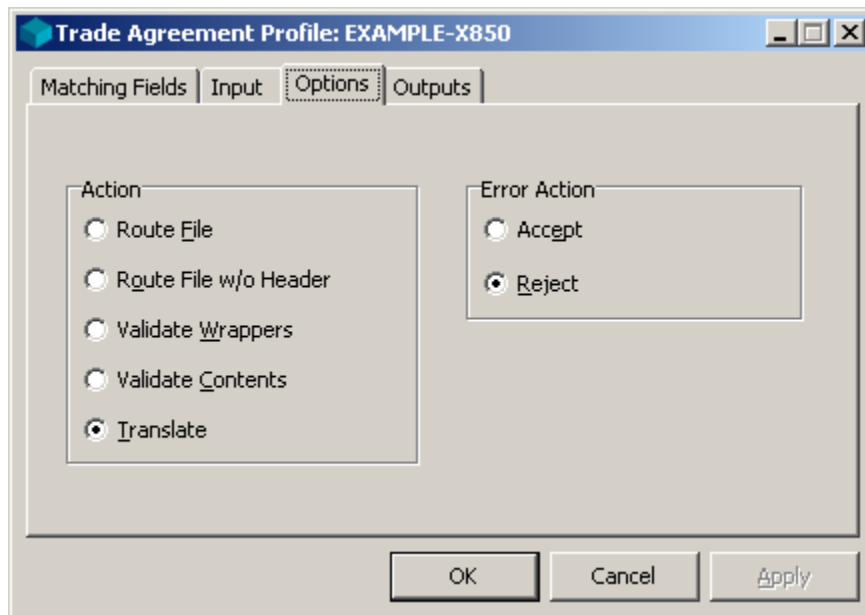 Trade Agreement Profile: EXAMPLE-X850
Matching Fields Input Options Outputs
Action
Route File
Route File w/o Header
Validate Wrappers
Validate Contents
Translate
Error Action
Accept
Reject
OK Cancel Apply